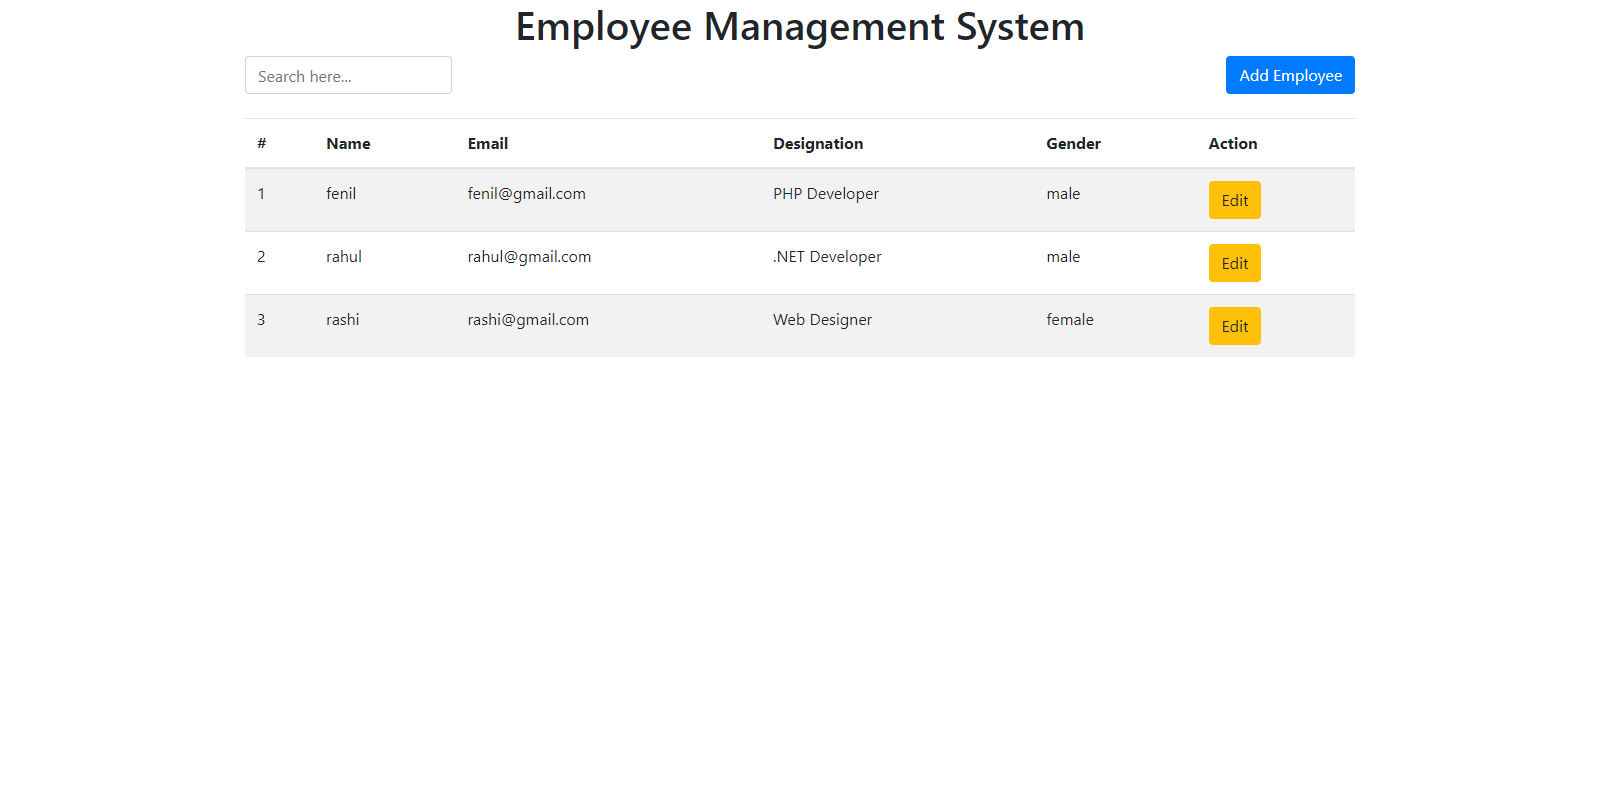 Employee Management System
Search here...
Add Employee
# Name Email Designation Gender Action
1 fenil fenil@gmail.com PHP Developer male Edit
2 rahul rahul@gmail.com .NET Developer male Edit
3 rashi rashi@gmail.com Web Designer female Edit